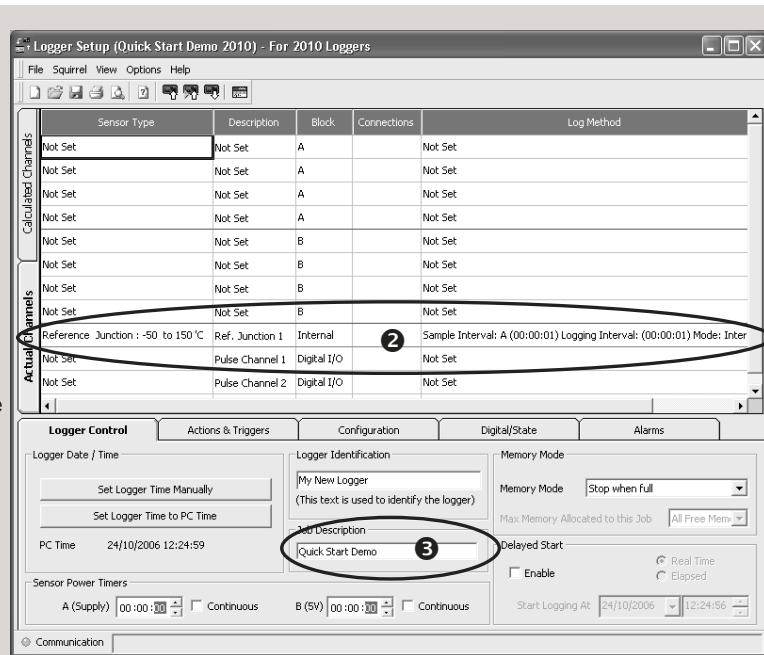 Logger Setup (Quick Start Demo 2010) - For 2010 Loggers
File Squirrel View Options Help
Sensor Type Description Block Connections Log Method
Calculated Channels
Actual Channels
Not Set Not Set A Not Set
Not Set Not Set A Not Set
Not Set Not Set A Not Set
Not Set Not Set A Not Set
Not Set Not Set B Not Set
Not Set Not Set B Not Set
Not Set Not Set B Not Set
Not Set Not Set B Not Set
Reference Junction : -50 to 150 °C Ref. Junction 1 Internal ❷ Sample Interval: A (00:00:01) Logging Interval: (00:00:01) Mode: Inter
Not Set Pulse Channel 1 Digital I/O Not Set
Not Set Pulse Channel 2 Digital I/O Not Set
e
Logger Control Actions & Triggers Configuration Digital/State Alarms
Logger Date / Time
Set Logger Time Manually
Set Logger Time to PC Time
PC Time 24/10/2006 12:24:59
Logger Identification
My New Logger
(This text is used to identify the logger)
Job Description
Quick Start Demo ❸
Memory Mode
Memory Mode Stop when full
Max Memory Allocated to this Job All Free Mem
Delayed Start
Enable
Real Time
Elapsed
Start Logging At 24/10/2006 12:24:56
Sensor Power Timers
A (Supply) 00:00:00 Continuous B (5V) 00:00:00 Continuous
Communication